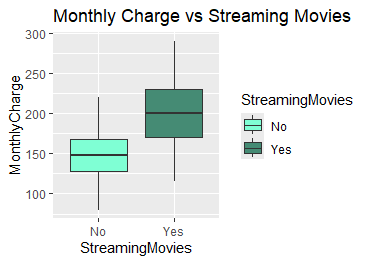 Monthly Charge vs Streaming Movies
300
250
200
150
100
MonthlyCharge
No
Yes
StreamingMovies
StreamingMovies
No
Yes